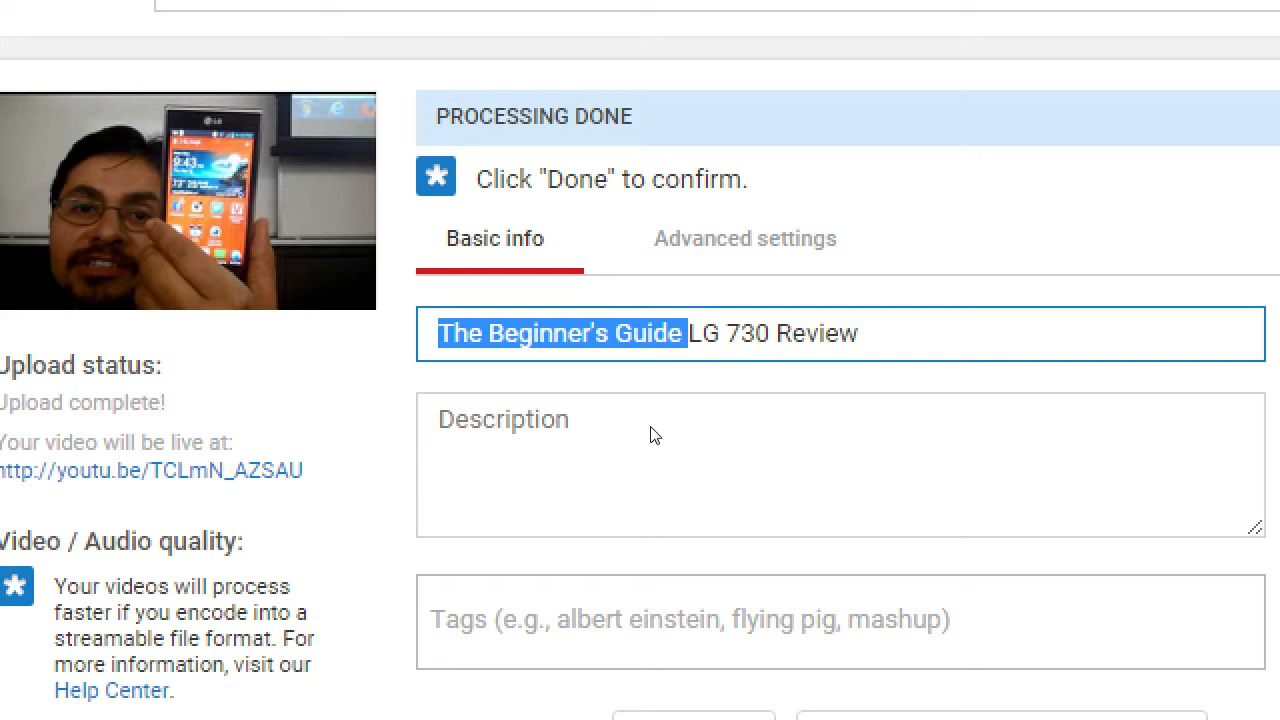 PROCESSING DONE
Click "Done" to confirm.
Basic info
Advanced settings
The Beginner's Guide LG 730 Review
Description
Tags (e.g., albert einstein, flying pig, mashup)
LG
9:43
Upload status:
Upload complete!
Your video will be live at:
http://youtu.be/TCLmN_AZSAU
Video / Audio quality:
Your videos will process
faster if you encode into a
streamable file format. For
more information, visit our
Help Center.